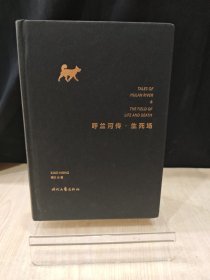 TALES OF
HULAN RIVER
&
THE FIELD OF
LIFE AND DEATH
呼兰河传·生死场
XIAO HONG
萧红 著
时代文艺出版社